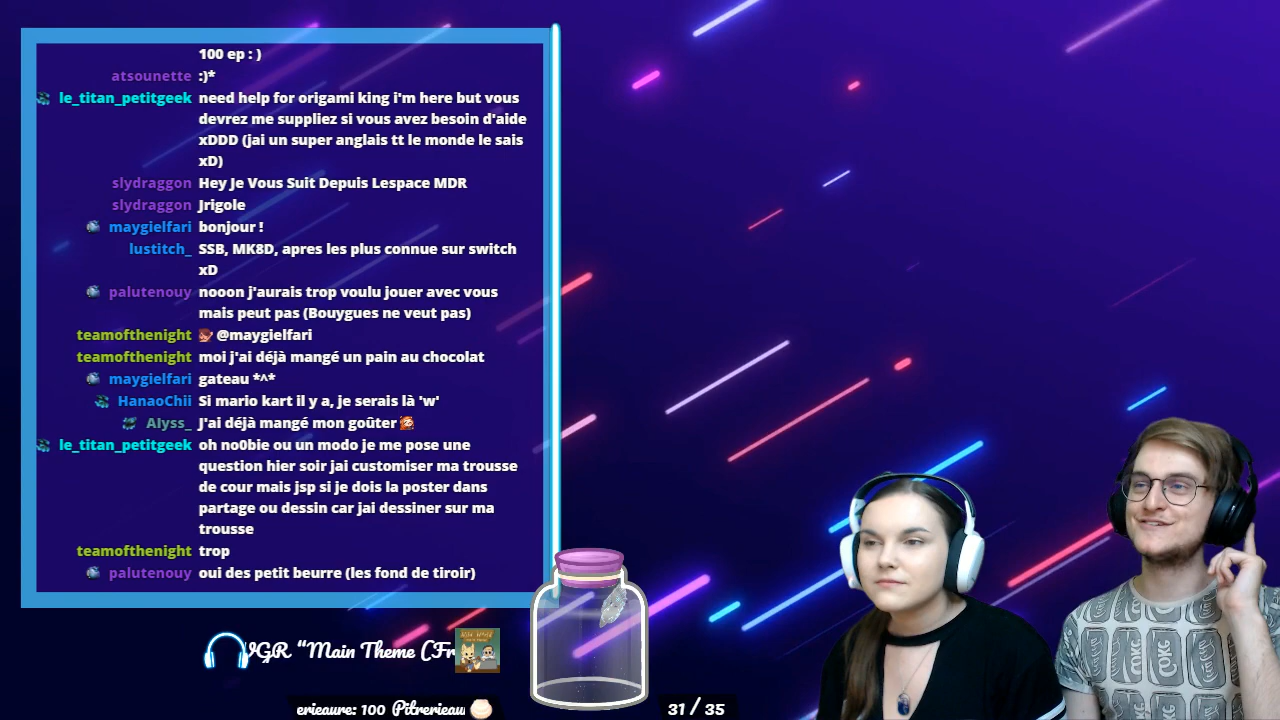 100 ep : )
atsounette :)*
le_titan_petitgeek need help for origami king i'm here but vous
devrez me suppliez si vous avez besoin d'aide
xDDD (jai un super anglais tt le monde le sais
xD)
slydraggon Hey Je Vous Suit Depuis Lespace MDR
slydraggon Jrigole
maygielfari bonjour !
lustitch_ SSB, MK8D, apres les plus connue sur switch
xD
palutenouy nooon j'aurais trop voulu jouer avec vous
mais peut pas (Bouygues ne veut pas)
teamofthenight @maygielfari
teamofthenight moi j'ai déjà mangé un pain au chocolat
maygielfari gateau *^*
HanaoChii Si mario kart il y a, je serais là 'w'
Alyss_ J'ai déjà mangé mon goûter
le_titan_petitgeek oh no0bie ou un modo je me pose une
question hier soir jai customiser ma trousse
de cour mais jsp si je dois la poster dans
partage ou dessin car jai dessiner sur ma
trousse
teamofthenight trop
palutenouy oui des petit beurre (les fond de tiroir)
VGR “Main Theme (Fr
erieaure: 100 Pitrerieau
31 / 35